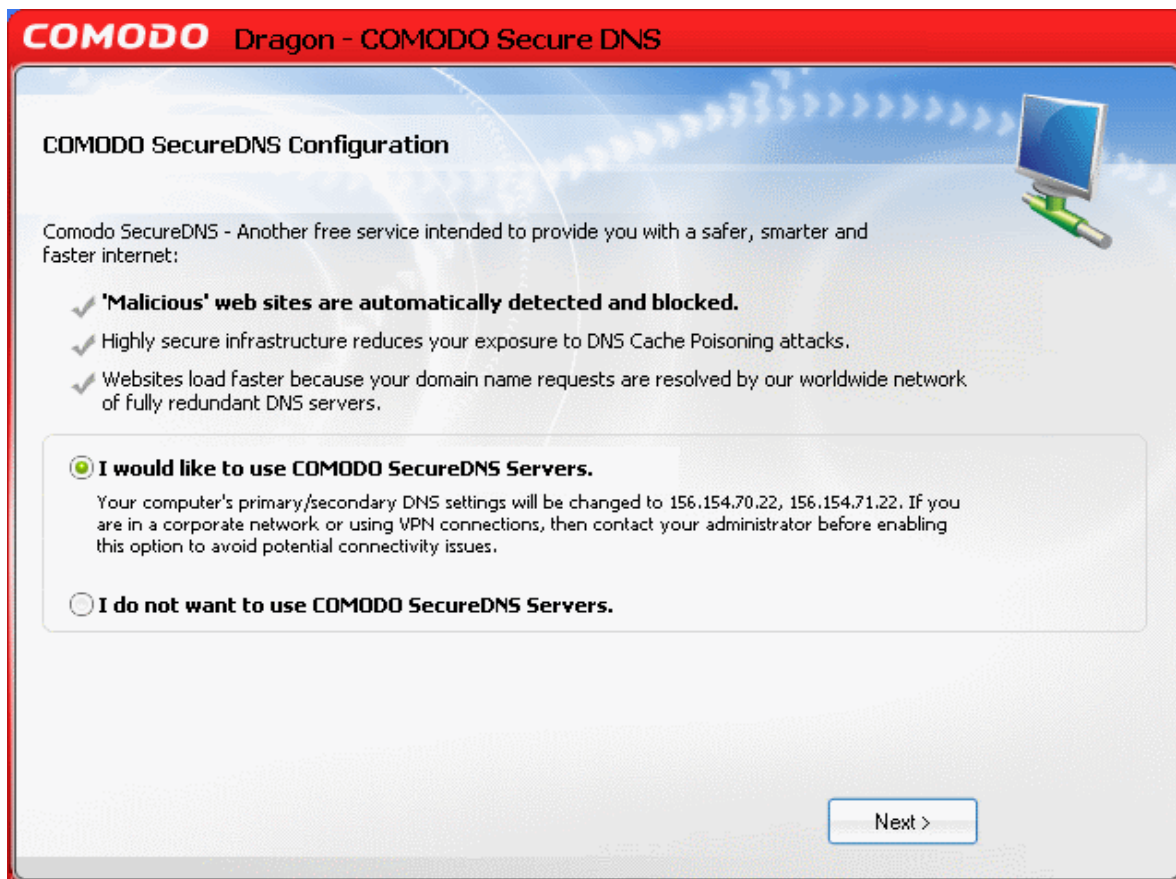 COMODO Dragon - COMODO Secure DNS
COMODO SecureDNS Configuration
Comodo SecureDNS - Another free service intended to provide you with a safer, smarter and
faster internet:
'Malicious' web sites are automatically detected and blocked.
Highly secure infrastructure reduces your exposure to DNS Cache Poisoning attacks.
Websites load faster because your domain name requests are resolved by our worldwide network
of fully redundant DNS servers.
I would like to use COMODO SecureDNS Servers.
Your computer's primary/secondary DNS settings will be changed to 156.154.70.22, 156.154.71.22. If you
are in a corporate network or using VPN connections, then contact your administrator before enabling
this option to avoid potential connectivity issues.
I do not want to use COMODO SecureDNS Servers.
Next >